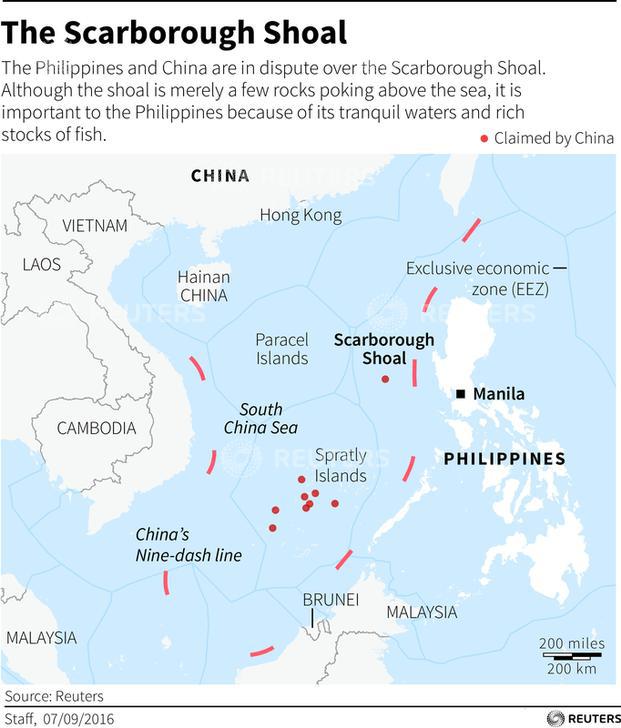 The Scarborough Shoal
The Philippines and China are in dispute over the Scarborough Shoal.
Although the shoal is merely a few rocks poking above the sea, it is
important to the Philippines because of its tranquil waters and rich
stocks of fish.
Claimed by China
CHINA
REUTERS
Hong Kong
VIETNAM
LAOS
Hainan
CHINA
Exclusive economic
zone (EEZ)
REUTERS
REUTERS
Paracel
Islands
Scarborough
Shoal
Manila
South
China Sea
CAMBODIA
Spratly
Islands
REUTERS
PHILIPPINES
China's
Nine-dash line
BRUNEI
MALAYSIA
MALAYSIA
200 miles
200 km
Source: Reuters
Staff, 07/09/2016
REUTERS